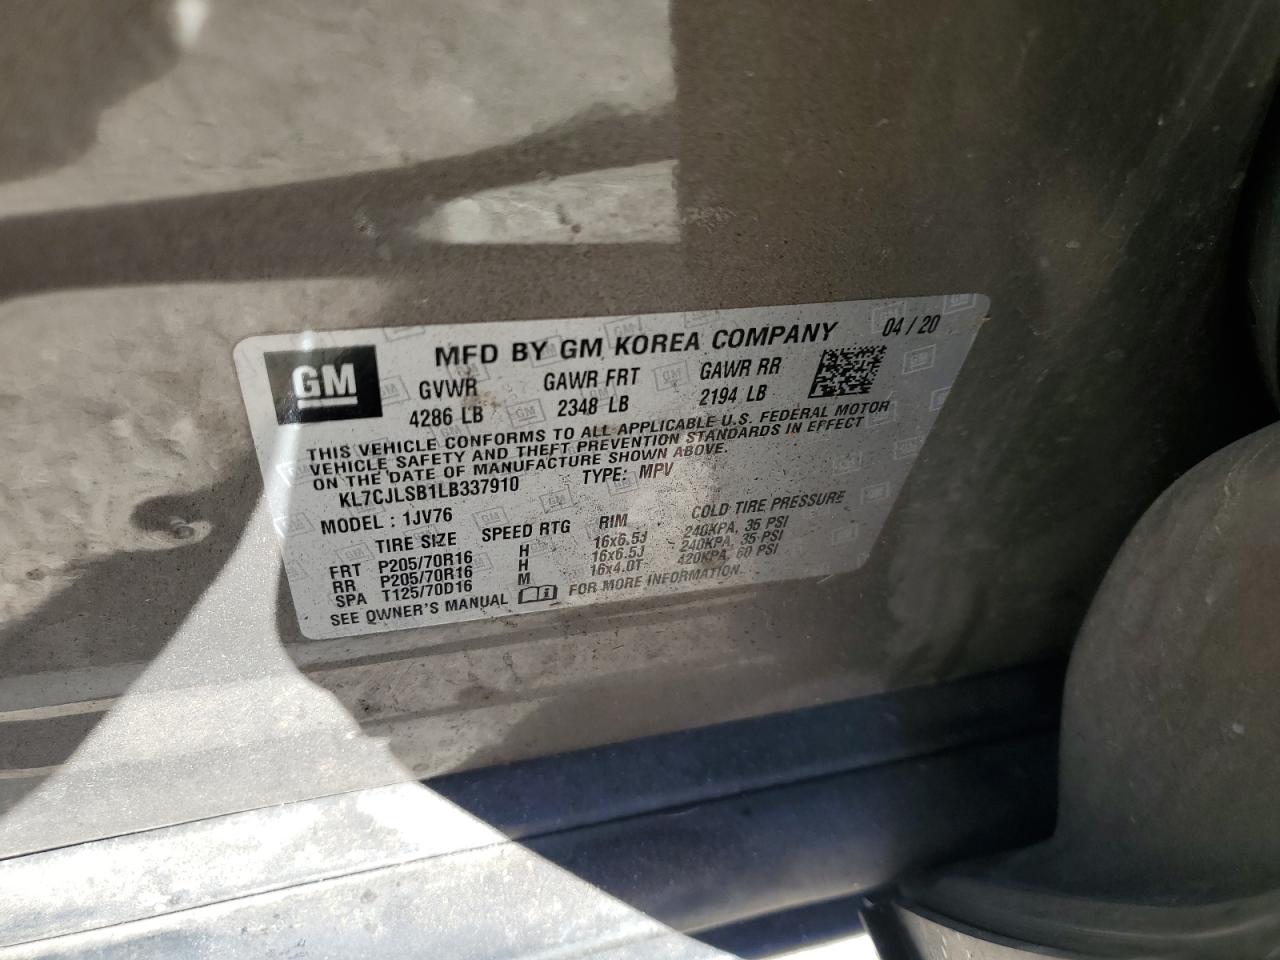 GM
MFD BY GM KOREA COMPANY 04 / 20
GVWR GAWR FRT GAWR RR
4286 LB 2348 LB 2194 LB
THIS VEHICLE CONFORMS TO ALL APPLICABLE U.S. FEDERAL MOTOR
VEHICLE SAFETY AND THEFT PREVENTION STANDARDS IN EFFECT
ON THE DATE OF MANUFACTURE SHOWN ABOVE.
KL7CJLSB1LB337910 TYPE: MPV
MODEL : 1JV76
TIRE SIZE SPEED RTG RIM COLD TIRE PRESSURE
FRT P205/70R16 H 16x6.5J 240KPA, 35 PSI
RR P205/70R16 H 16x6.5J 240KPA, 35 PSI
SPA T125/70D16 M 16x4.0T 420KPA, 60 PSI
SEE OWNER'S MANUAL i FOR MORE INFORMATION.